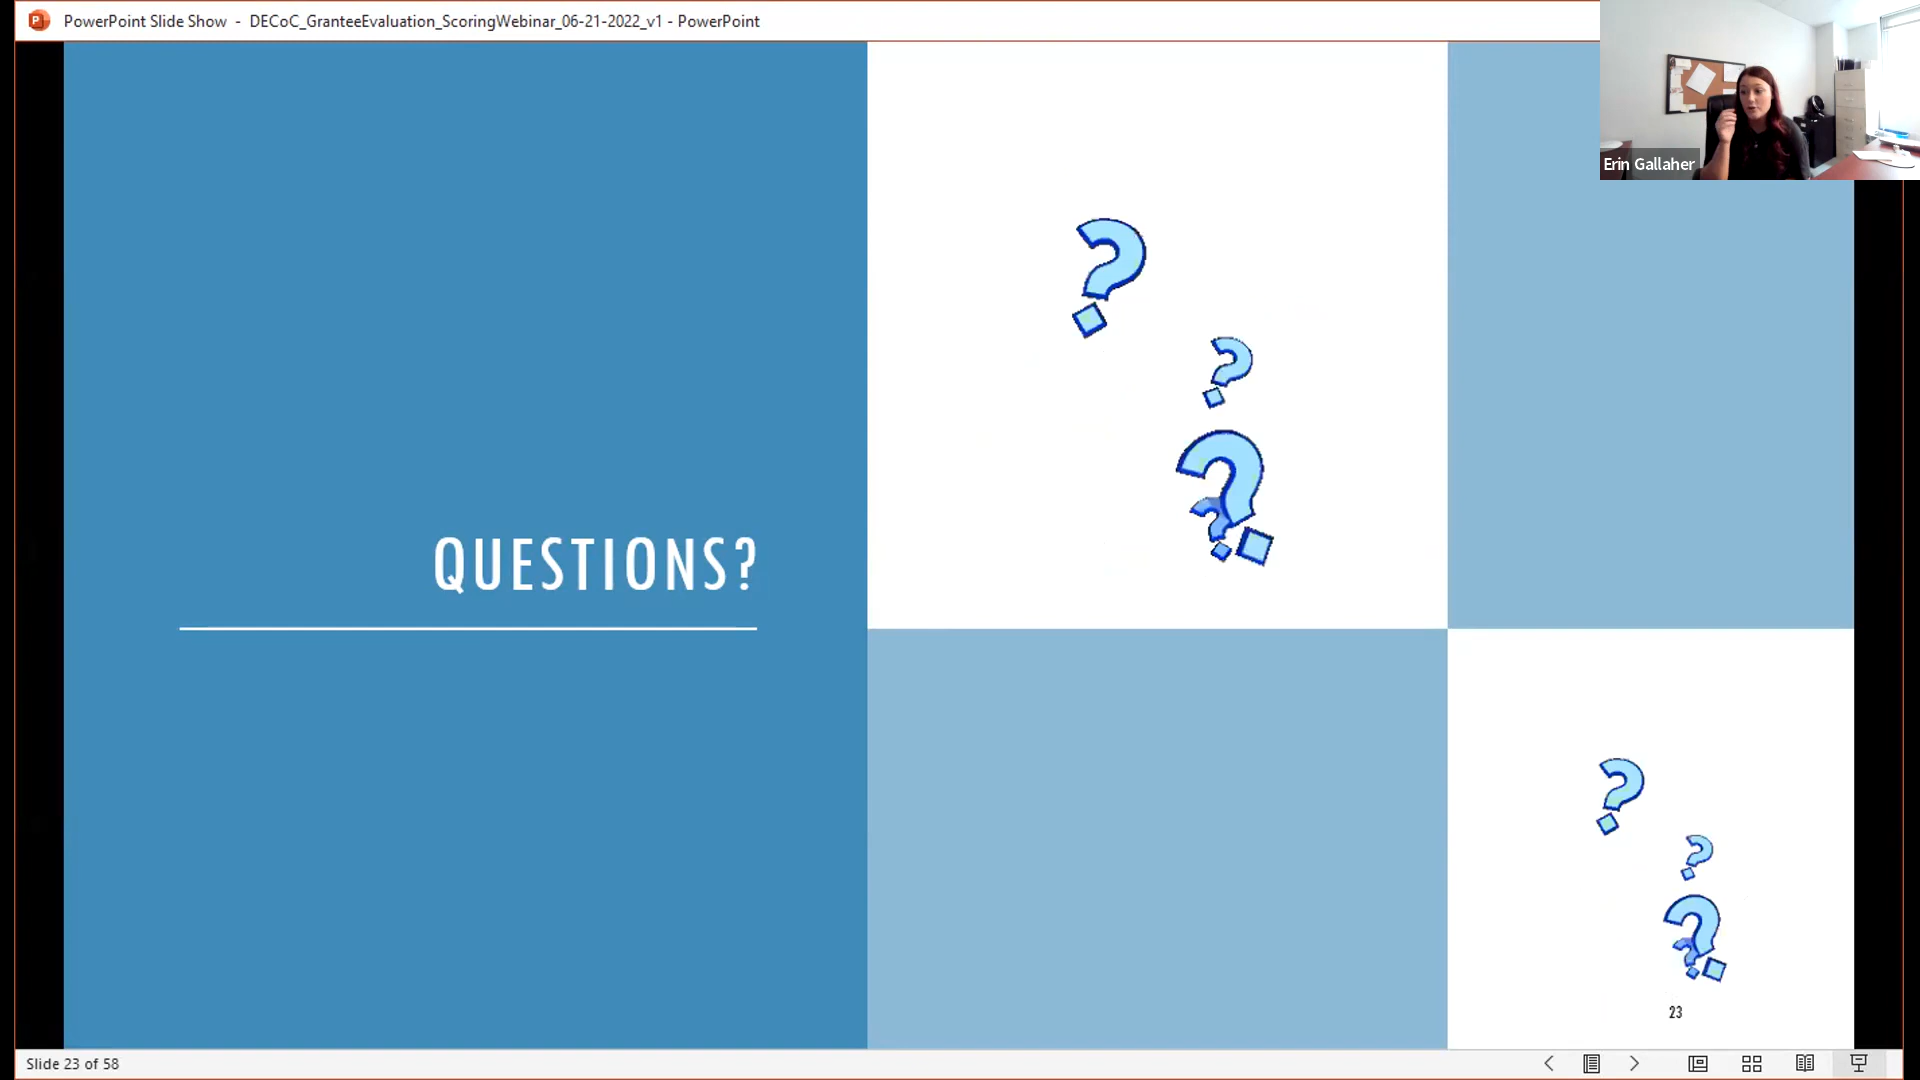 PowerPoint Slide Show - DECoC_GranteeEvaluation_ScoringWebinar_06-21-2022_v1 - PowerPoint
Erin Gallaher
QUESTIONS?
23
Slide 23 of 58